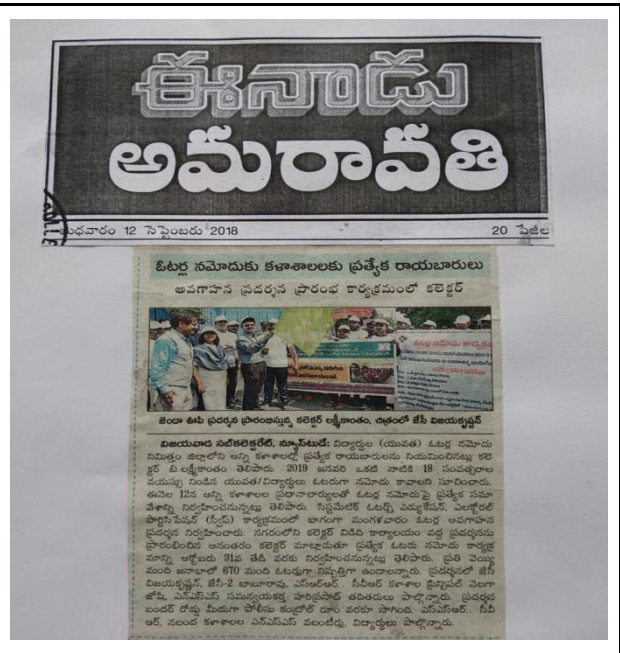 ఈనాడు
అమరావతి
బుధవారం 12 సెప్టెంబరు 2018 20 పేజీల
ఓటర్ల నమోదుకు కళాశాలలకు ప్రత్యేక రాయబారులు
అవగాహన ప్రదర్శన ప్రారంభ కార్యక్రమంలో కలెక్టర్
ఓటర్ల నమోదు కార్యక్రమం
జెండా ఊపి ప్రదర్శన ప్రారంభిస్తున్న కలెక్టర్ లక్ష్మీకాంతం, చిత్రంలో జేసీ విజయకృష్ణన్
విజయవాడ సబ్‌కలెక్టరేట్, న్యూస్‌టుడే: విద్యార్థుల (యువత) ఓటర్ల నమోదు
నిమిత్తం జిల్లాలోని అన్ని కళాశాలల్లో ప్రత్యేక రాయబారులను నియమించినట్లు కలె
క్టర్ బి.లక్ష్మీకాంతం తెలిపారు. 2019 జనవరి ఒకటి నాటికి 18 సంవత్సరాల
వయస్సు నిండిన యువత/విద్యార్థులు ఓటరుగా నమోదు కావాలని సూచించారు.
ఈనెల 12న అన్ని కళాశాలల ప్రధానాచార్యులతో ఓటర్ల నమోదుపై ప్రత్యేక సమా
వేశాన్ని నిర్వహించనున్నట్లు తెలిపారు. సిస్టమేటిక్ ఓటర్స్ ఎడ్యుకేషన్, ఎలక్టోరల్
పార్టిసిపేషన్ (స్వీప్) కార్యక్రమంలో భాగంగా మంగళవారం ఓటర్ల అవగాహన
ప్రదర్శన నిర్వహించారు. నగరంలోని కలెక్టర్ విడిది కార్యాలయం వద్ద ప్రదర్శనను
ప్రారంభించిన అనంతరం కలెక్టర్ మాట్లాడుతూ ప్రత్యేక ఓటరు నమోదు కార్యక్ర
మాన్ని అక్టోబరు 31వ తేదీ వరకు నిర్వహించనున్నట్లు తెలిపారు. ప్రతి వెయ్యి
మంది జనాభాలో 670 మంది ఓటర్లుగా నిష్పత్తిగా ఉండాలన్నారు. ప్రదర్శనలో జేసీ
విజయకృష్ణన్, జేసీ-2 బాబూరావు, ఎస్ఆర్ఆర్.. సీవీఆర్ కళాశాల ప్రిన్సిపల్ వెలగా
జోషి, ఎన్ఎస్ఎస్ సమన్వయకర్త హరిప్రసాద్ తదితరులు పాల్గొన్నారు. ప్రదర్శన
బందర్ రోడ్డు మీదుగా పోలీసు కంట్రోల్ రూం వరకూ సాగింది. ఎస్ఎస్ఆర్.. సీవీ
ఆర్, నలంద కళాశాలల ఎన్ఎస్ఎస్ వలంటీర్లు, విద్యార్థులు పాల్గొన్నారు.